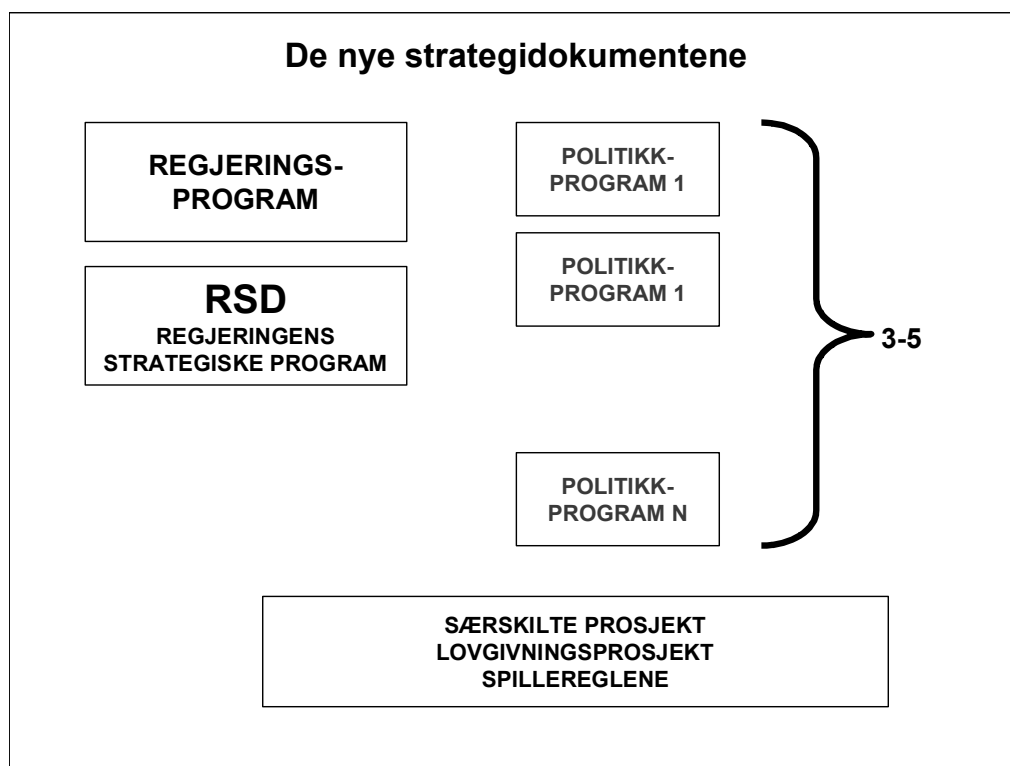 De nye strategidokumentene
REGJERINGS-
PROGRAM
RSD
REGJERINGENS
STRATEGISKE PROGRAM
POLITIKK-
PROGRAM 1
POLITIKK-
PROGRAM 1
POLITIKK-
PROGRAM N
3-5
SÆRSKILTE PROSJEKT
LOVGIVNINGSPROSJEKT
SPILLEREGLENE